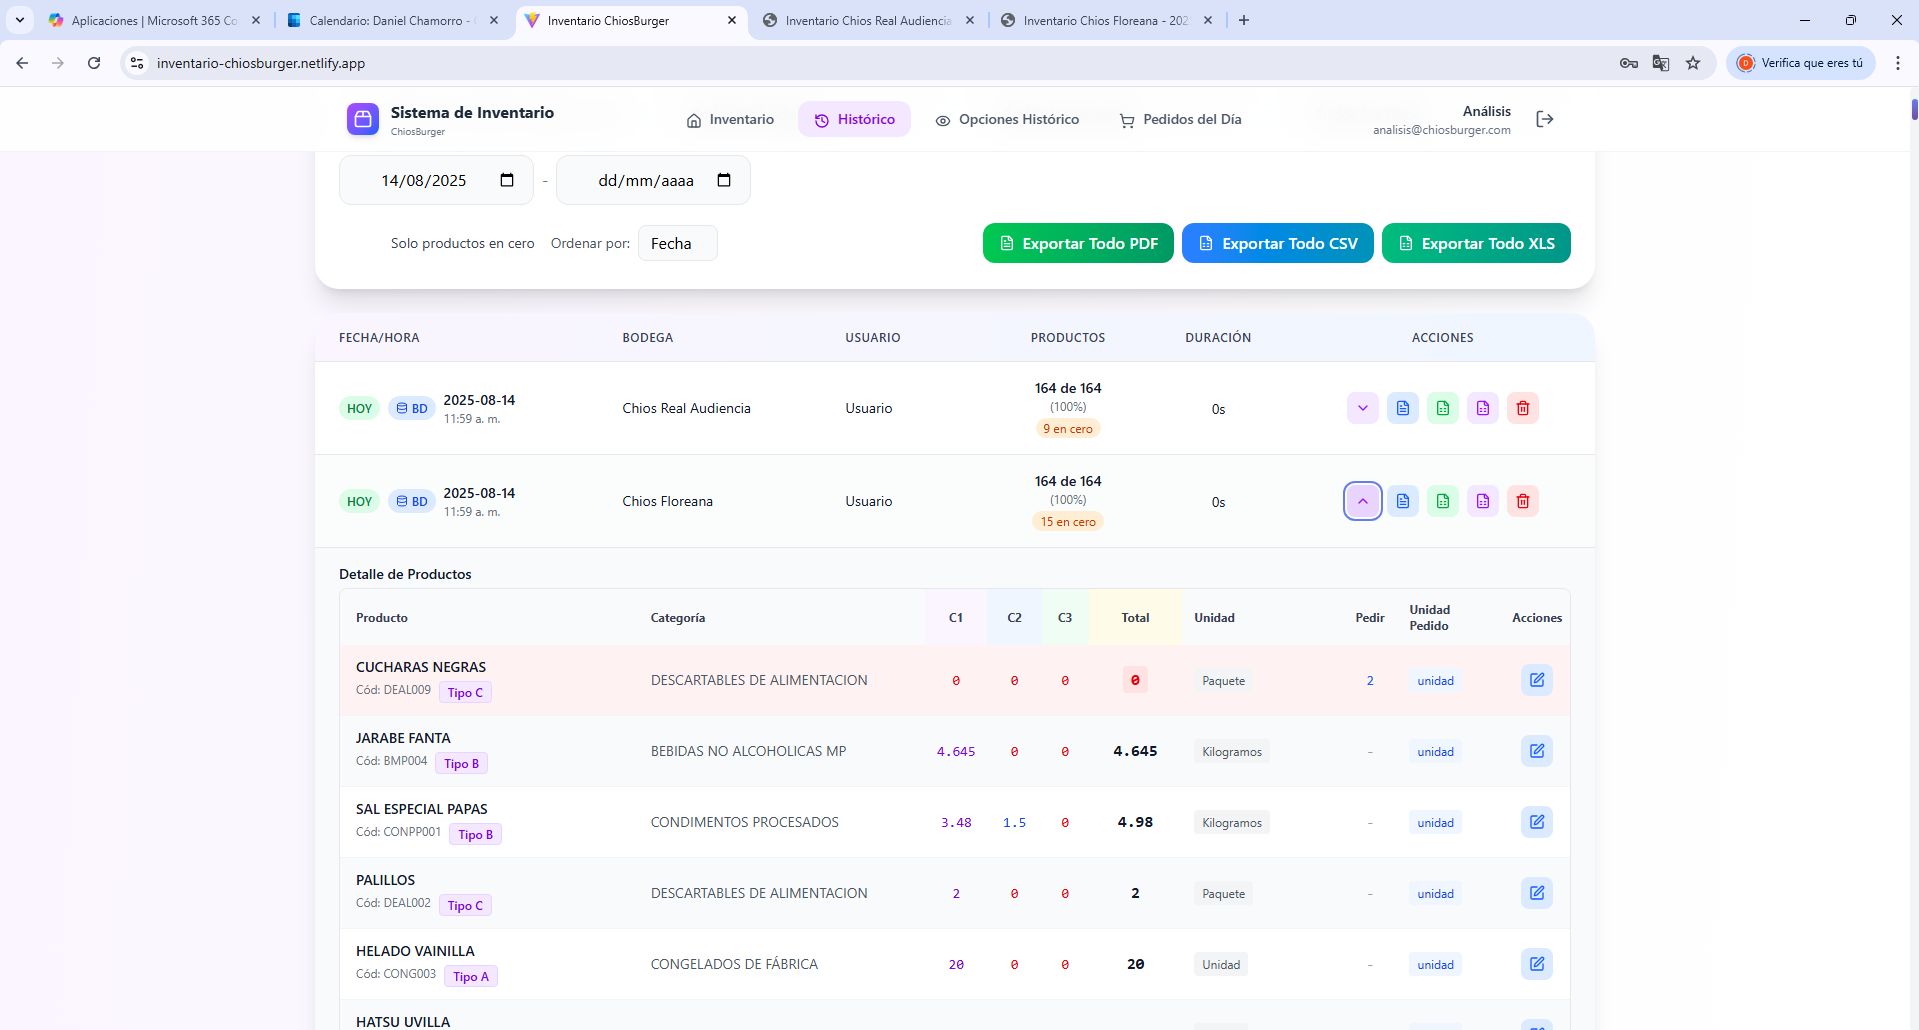 Aplicaciones | Microsoft 365 Co
Calendario: Daniel Chamorro -
Inventario ChiosBurger
Inventario Chios Real Audiencia
Inventario Chios Floreana - 202
inventario-chiosburger.netlify.app
Verifica que eres tú
Sistema de Inventario
ChiosBurger
Inventario
Histórico
Opciones Histórico
Pedidos del Día
Análisis
analisis@chiosburger.com
14/08/2025 - dd/mm/aaaa
Solo productos en cero Ordenar por: Fecha
Exportar Todo PDF
Exportar Todo CSV
Exportar Todo XLS
FECHA/HORA BODEGA USUARIO PRODUCTOS DURACIÓN ACCIONES
HOY BD 2025-08-14
11:59 a. m.
Chios Real Audiencia
Usuario
164 de 164
(100%)
9 en cero
0s
HOY BD 2025-08-14
11:59 a. m.
Chios Floreana
Usuario
164 de 164
(100%)
15 en cero
0s
Detalle de Productos
Producto Categoría C1 C2 C3 Total Unidad Pedir Unidad Pedido Acciones
CUCHARAS NEGRAS
Cód: DEAL009 Tipo C
DESCARTABLES DE ALIMENTACION 0 0 0 0 Paquete 2 unidad
JARABE FANTA
Cód: BMP004 Tipo B
BEBIDAS NO ALCOHOLICAS MP 4.645 0 0 4.645 Kilogramos - unidad
SAL ESPECIAL PAPAS
Cód: CONPP001 Tipo B
CONDIMENTOS PROCESADOS 3.48 1.5 0 4.98 Kilogramos - unidad
PALILLOS
Cód: DEAL002 Tipo C
DESCARTABLES DE ALIMENTACION 2 0 0 2 Paquete - unidad
HELADO VAINILLA
Cód: CONG003 Tipo A
CONGELADOS DE FÁBRICA 20 0 0 20 Unidad - unidad
HATSU UVILLA